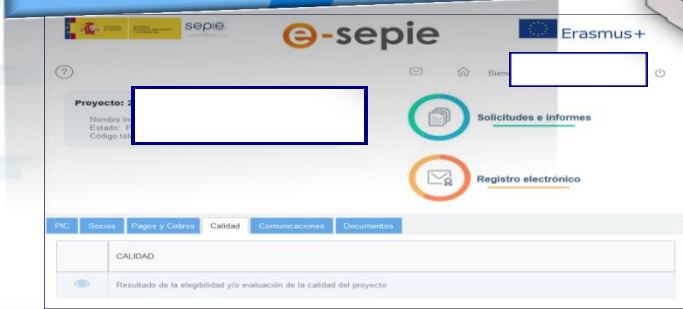 sepie
e-sepie
Erasmus+
?
Bien
Proyecto: 2
Nombre In
Estado: P
Código tel
Solicitudes e informes
Registro electrónico
PIC Socios Pagos y Cobros Calidad Comunicaciones Documentos
CALIDAD
Resultado de la elegibilidad y/o evaluación de la calidad del proyecto